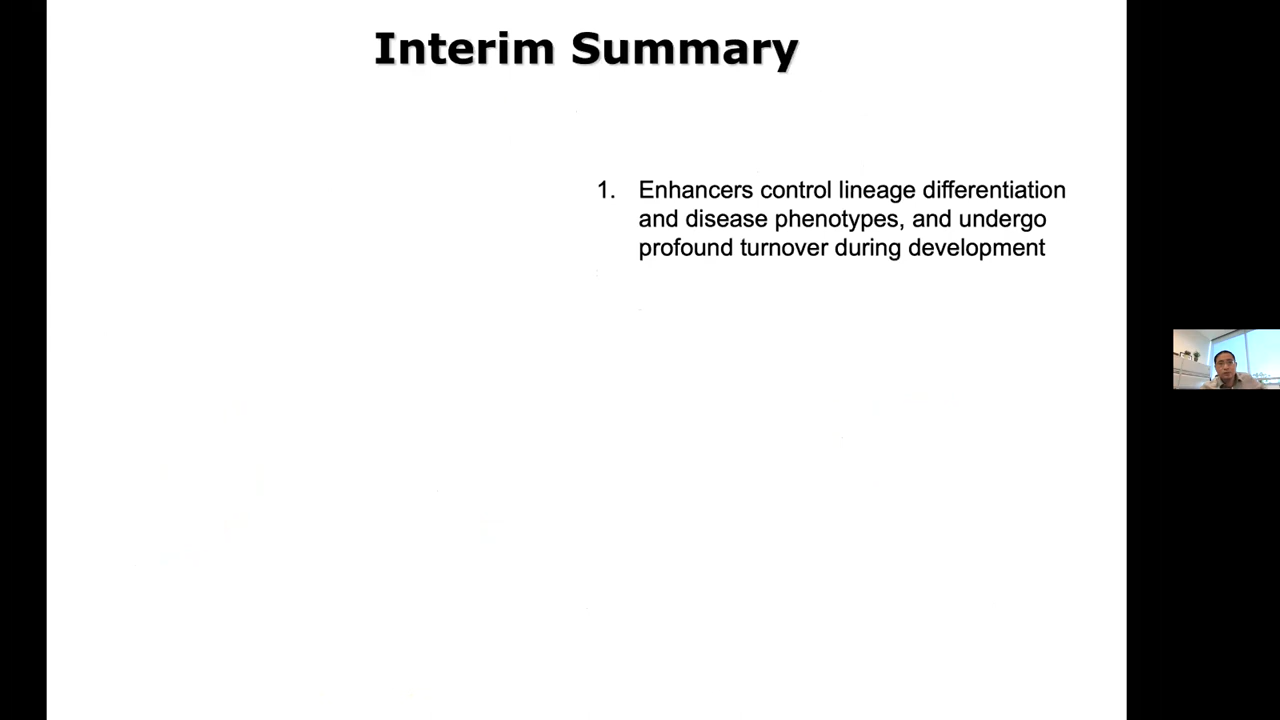 Interim Summary
1. Enhancers control lineage differentiation
and disease phenotypes, and undergo
profound turnover during development